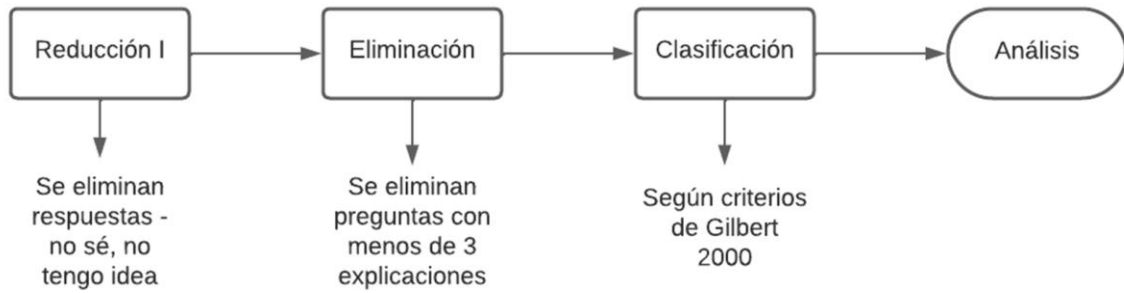 Reducción I
Eliminación
Clasificación
Análisis
Se eliminan
respuestas -
no sé, no
tengo idea
Se eliminan
preguntas con
menos de 3
explicaciones
Según criterios
de Gilbert
2000